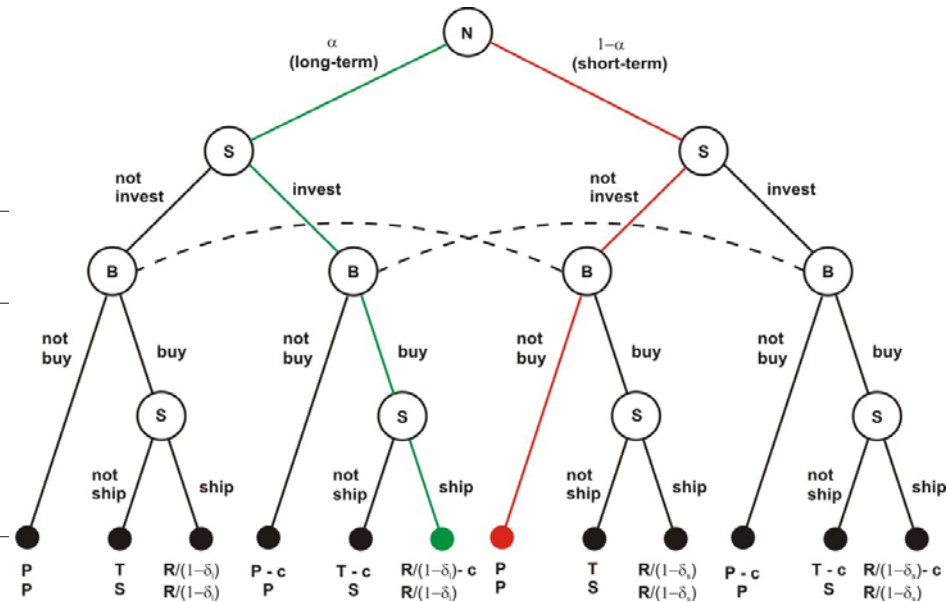 N
α
(long-term)
1−α
(short-term)
S
S
not
invest
invest
not
invest
invest
B
B
B
B
not
buy
buy
not
buy
buy
not
buy
buy
not
buy
buy
S
S
S
S
not
ship
ship
not
ship
ship
not
ship
ship
not
ship
ship
P
T
R/(1−δₗ)
P - c
T - c
R/(1−δₗ)- c
P
T
R/(1−δₛ)
P - c
T - c
R/(1−δₛ)- c
P
S
R/(1−δₗ)
P
S
R/(1−δₗ)
P
S
R/(1−δₛ)
P
S
R/(1−δₛ)